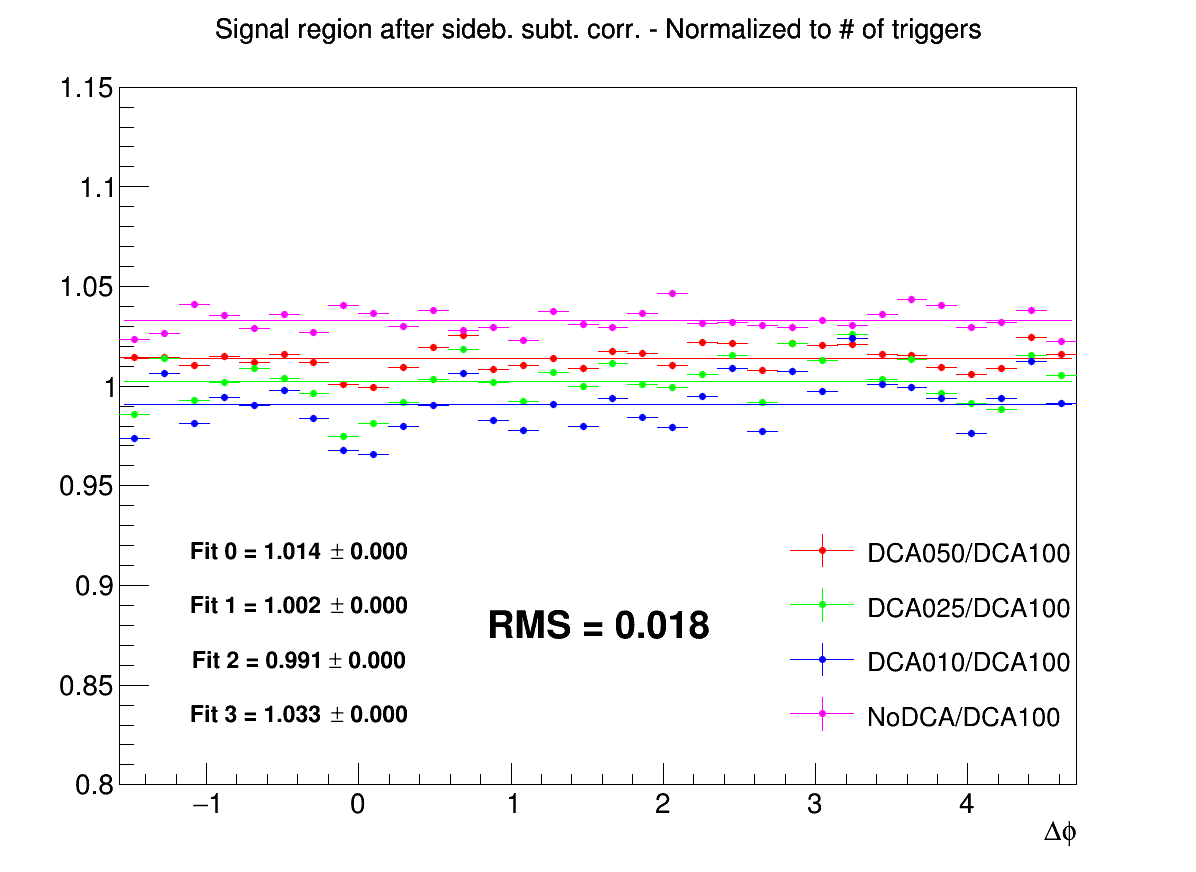 Signal region after sideb. subt. corr. - Normalized to # of triggers
1.15
1.1
1.05
1
0.95
0.9
0.85
0.8
Fit 0 = 1.014 ± 0.000
Fit 1 = 1.002 ± 0.000
Fit 2 = 0.991 ± 0.000
Fit 3 = 1.033 ± 0.000
RMS = 0.018
DCA050/DCA100
DCA025/DCA100
DCA010/DCA100
NoDCA/DCA100
−1 0 1 2 3 4
Δϕ